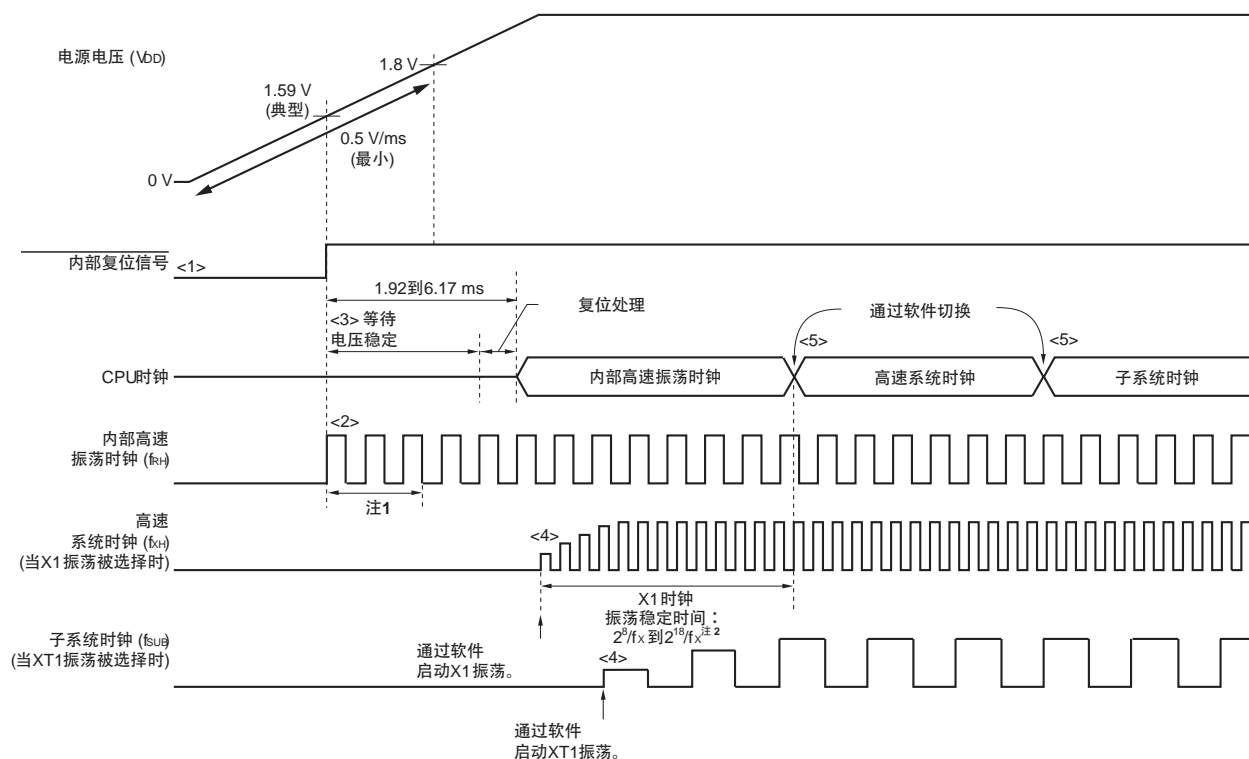 电源电压 (VDD)
1.8 V
1.59 V
(典型)
0.5 V/ms
(最小)
0 V
内部复位信号
<1>
1.92到6.17 ms
复位处理
<3> 等待
电压稳定
通过软件切换
<5>
<5>
CPU时钟
内部高速振荡时钟
高速系统时钟
子系统时钟
<2>
内部高速
振荡时钟 (fRH)
注1
高速
系统时钟 (fXH)
(当X1振荡被选择时)
<4>
X1时钟
振荡稳定时间：
2^8/fX 到2^18/fX^注 2
子系统时钟 (fSUB)
(当XT1振荡被选择时)
通过软件
启动X1振荡。
<4>
通过软件
启动XT1振荡。